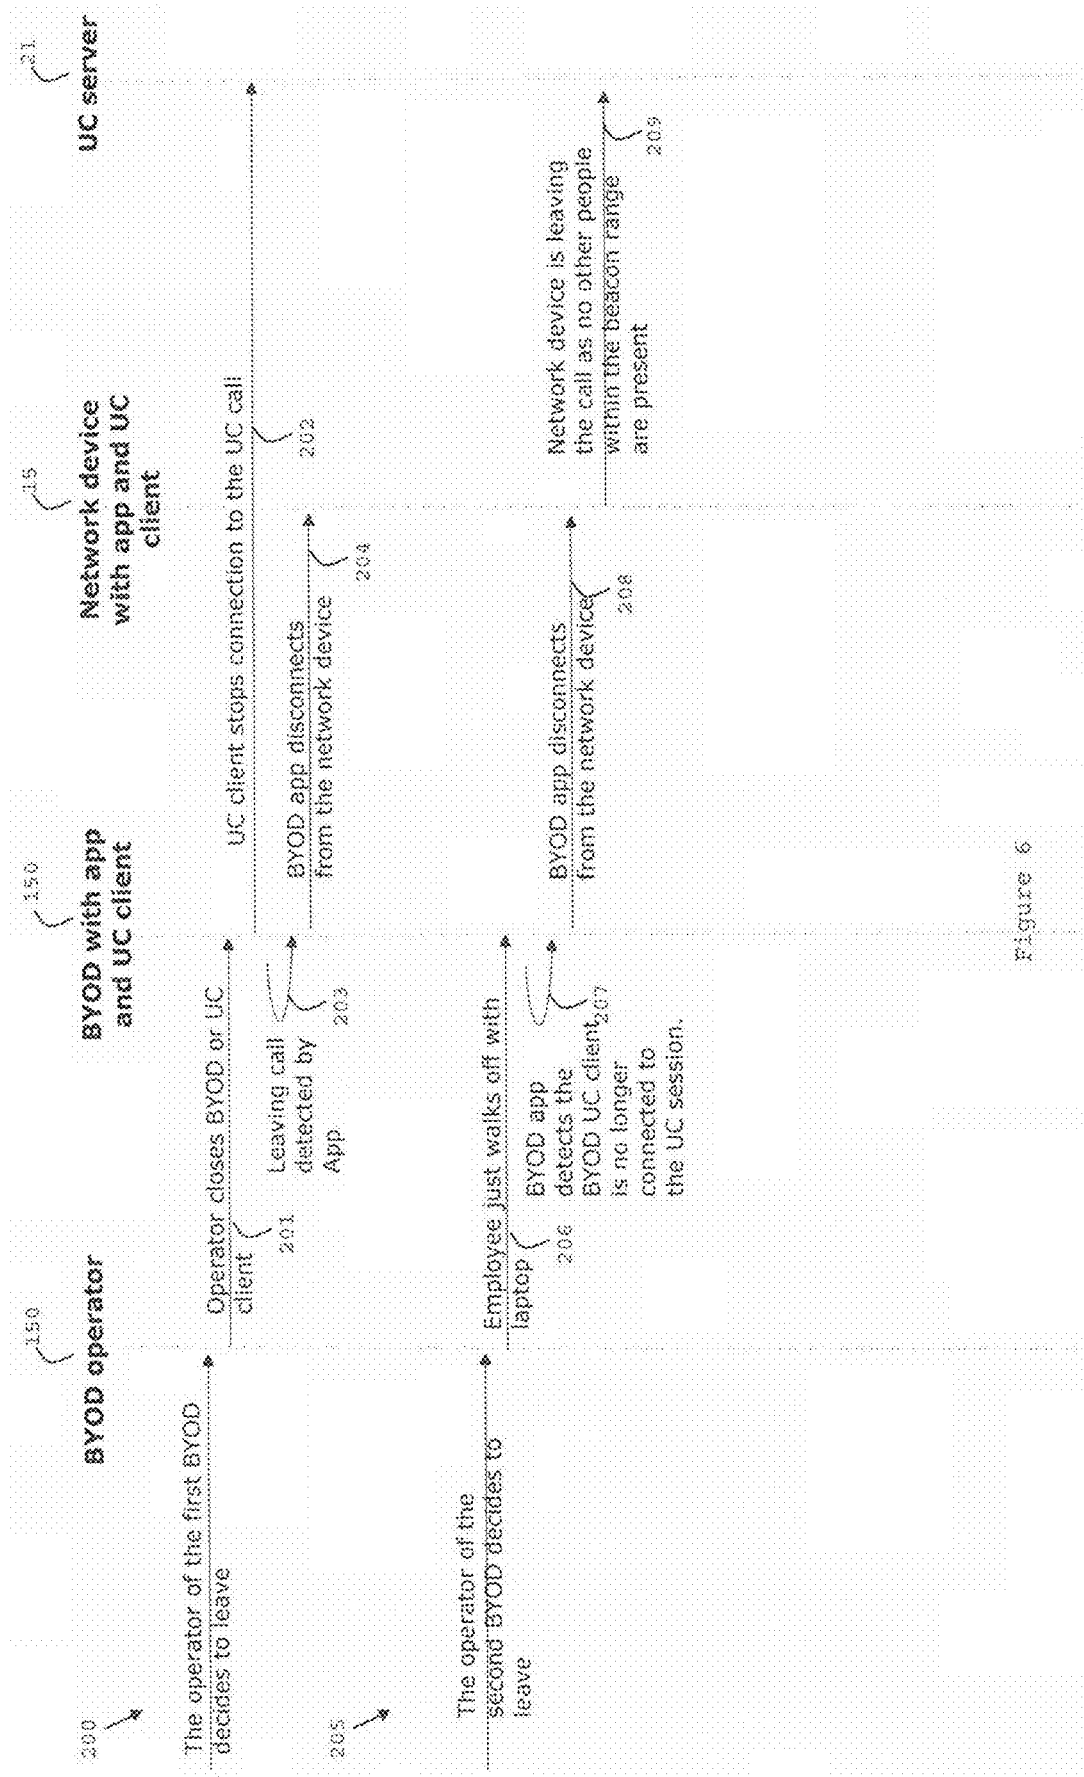 150
BYOD operator
150
BYOD with app
and UC client
15
Network device
with app and UC
client
21
UC server
200
The operator of the first BYOD
decides to leave
Operator closes BYOD or UC
client
201
UC client stops connection to the UC call
202
Leaving call
detected by
App
203
BYOD app disconnects
from the network device
204
205
The operator of the
second BYOD decides to
leave
Employee just walks off with
laptop
206
BYOD app
detects the
BYOD UC client
is no longer
connected to
the UC session.
207
BYOD app disconnects
from the network device
208
Network device is leaving
the call as no other people
within the beacon range
are present
209
Figure 6